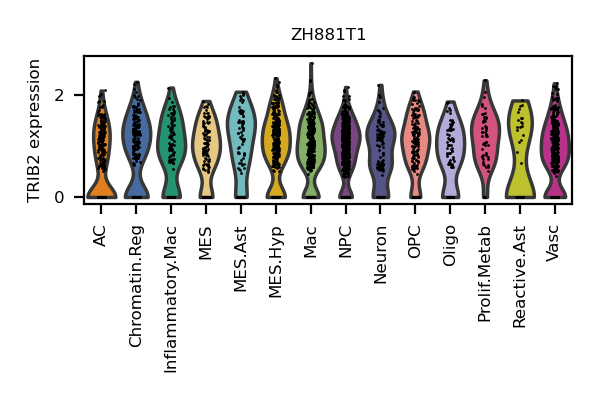 ZH881T1
TRIB2 expression
2
0
AC
Chromatin.Reg
Inflammatory.Mac
MES
MES.Ast
MES.Hyp
Mac
NPC
Neuron
OPC
Oligo
Prolif.Metab
Reactive.Ast
Vasc